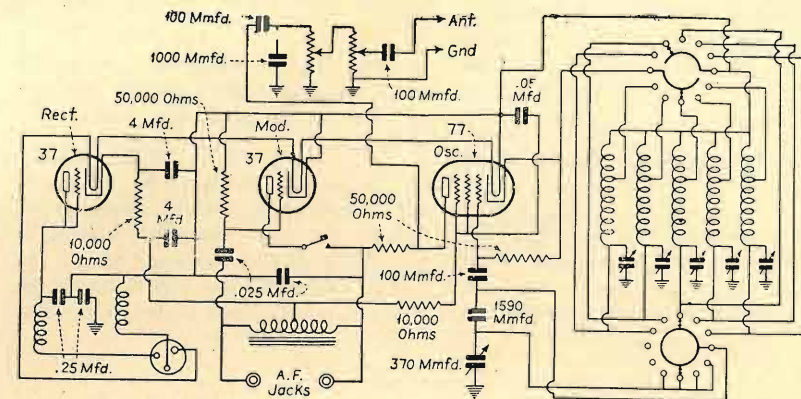 100 Mmfd.
Ant.
1000 Mmfd.
Gnd
100 Mmfd.
.05
Mfd
50,000 Ohms
Rect.
4 Mfd.
Mod.
77
Osc.
37
37
4
Mfd
50,000
Ohms
10,000
Ohms
100 Mmfd.
.025 Mfd.
1590
Mmfd.
10,000
Ohms
.25 Mfd.
370 Mmfd.
A.F.
Jacks